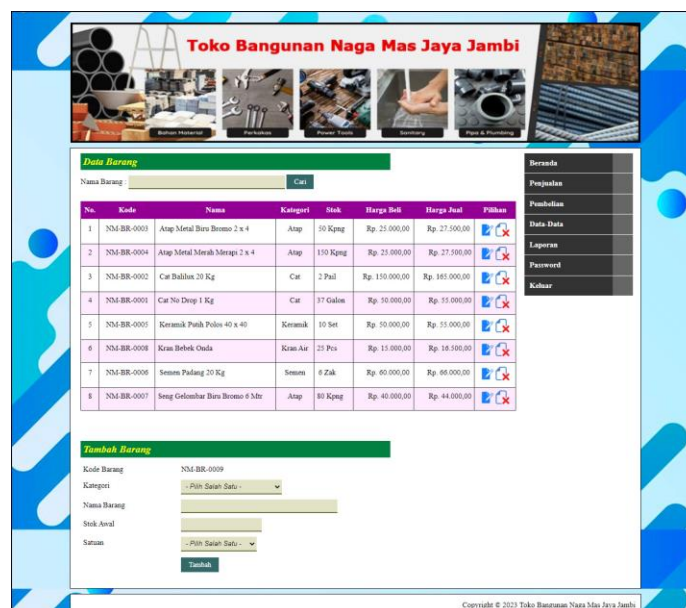 Toko Bangunan Naga Mas Jaya Jambi
Bahan Material Perkakas Power Tools Sanitary Pipa & Plumbing
Data Barang
Nama Barang : Cari
No. Kode Nama Kategori Stok Harga Beli Harga Jual Pilihan
1 NM-BR-0003 Atap Metal Biru Bromo 2 x 4 Atap 50 Kpng Rp. 25.000,00 Rp. 27.500,00
2 NM-BR-0004 Atap Metal Merah Merapi 2 x 4 Atap 150 Kpng Rp. 25.000,00 Rp. 27.500,00
3 NM-BR-0002 Cat Balilux 20 Kg Cat 2 Pail Rp. 150.000,00 Rp. 165.000,00
4 NM-BR-0001 Cat No Drop 1 Kg Cat 37 Galon Rp. 50.000,00 Rp. 55.000,00
5 NM-BR-0005 Keramik Putih Polos 40 x 40 Keramik 10 Set Rp. 50.000,00 Rp. 55.000,00
6 NM-BR-0008 Kran Bebek Onda Kran Air 25 Pcs Rp. 15.000,00 Rp. 16.500,00
7 NM-BR-0006 Semen Padang 20 Kg Semen 6 Zak Rp. 60.000,00 Rp. 66.000,00
8 NM-BR-0007 Seng Gelombar Biru Bromo 6 Mtr Atap 80 Kpng Rp. 40.000,00 Rp. 44.000,00
Beranda
Penjualan
Pembelian
Data-Data
Laporan
Password
Keluar
Tambah Barang
Kode Barang NM-BR-0009
Kategori - Pilih Salah Satu -
Nama Barang
Stok Awal
Satuan - Pilih Salah Satu -
Tambah
Copyright © 2023 Toko Bangunan Naga Mas Jaya Jambi